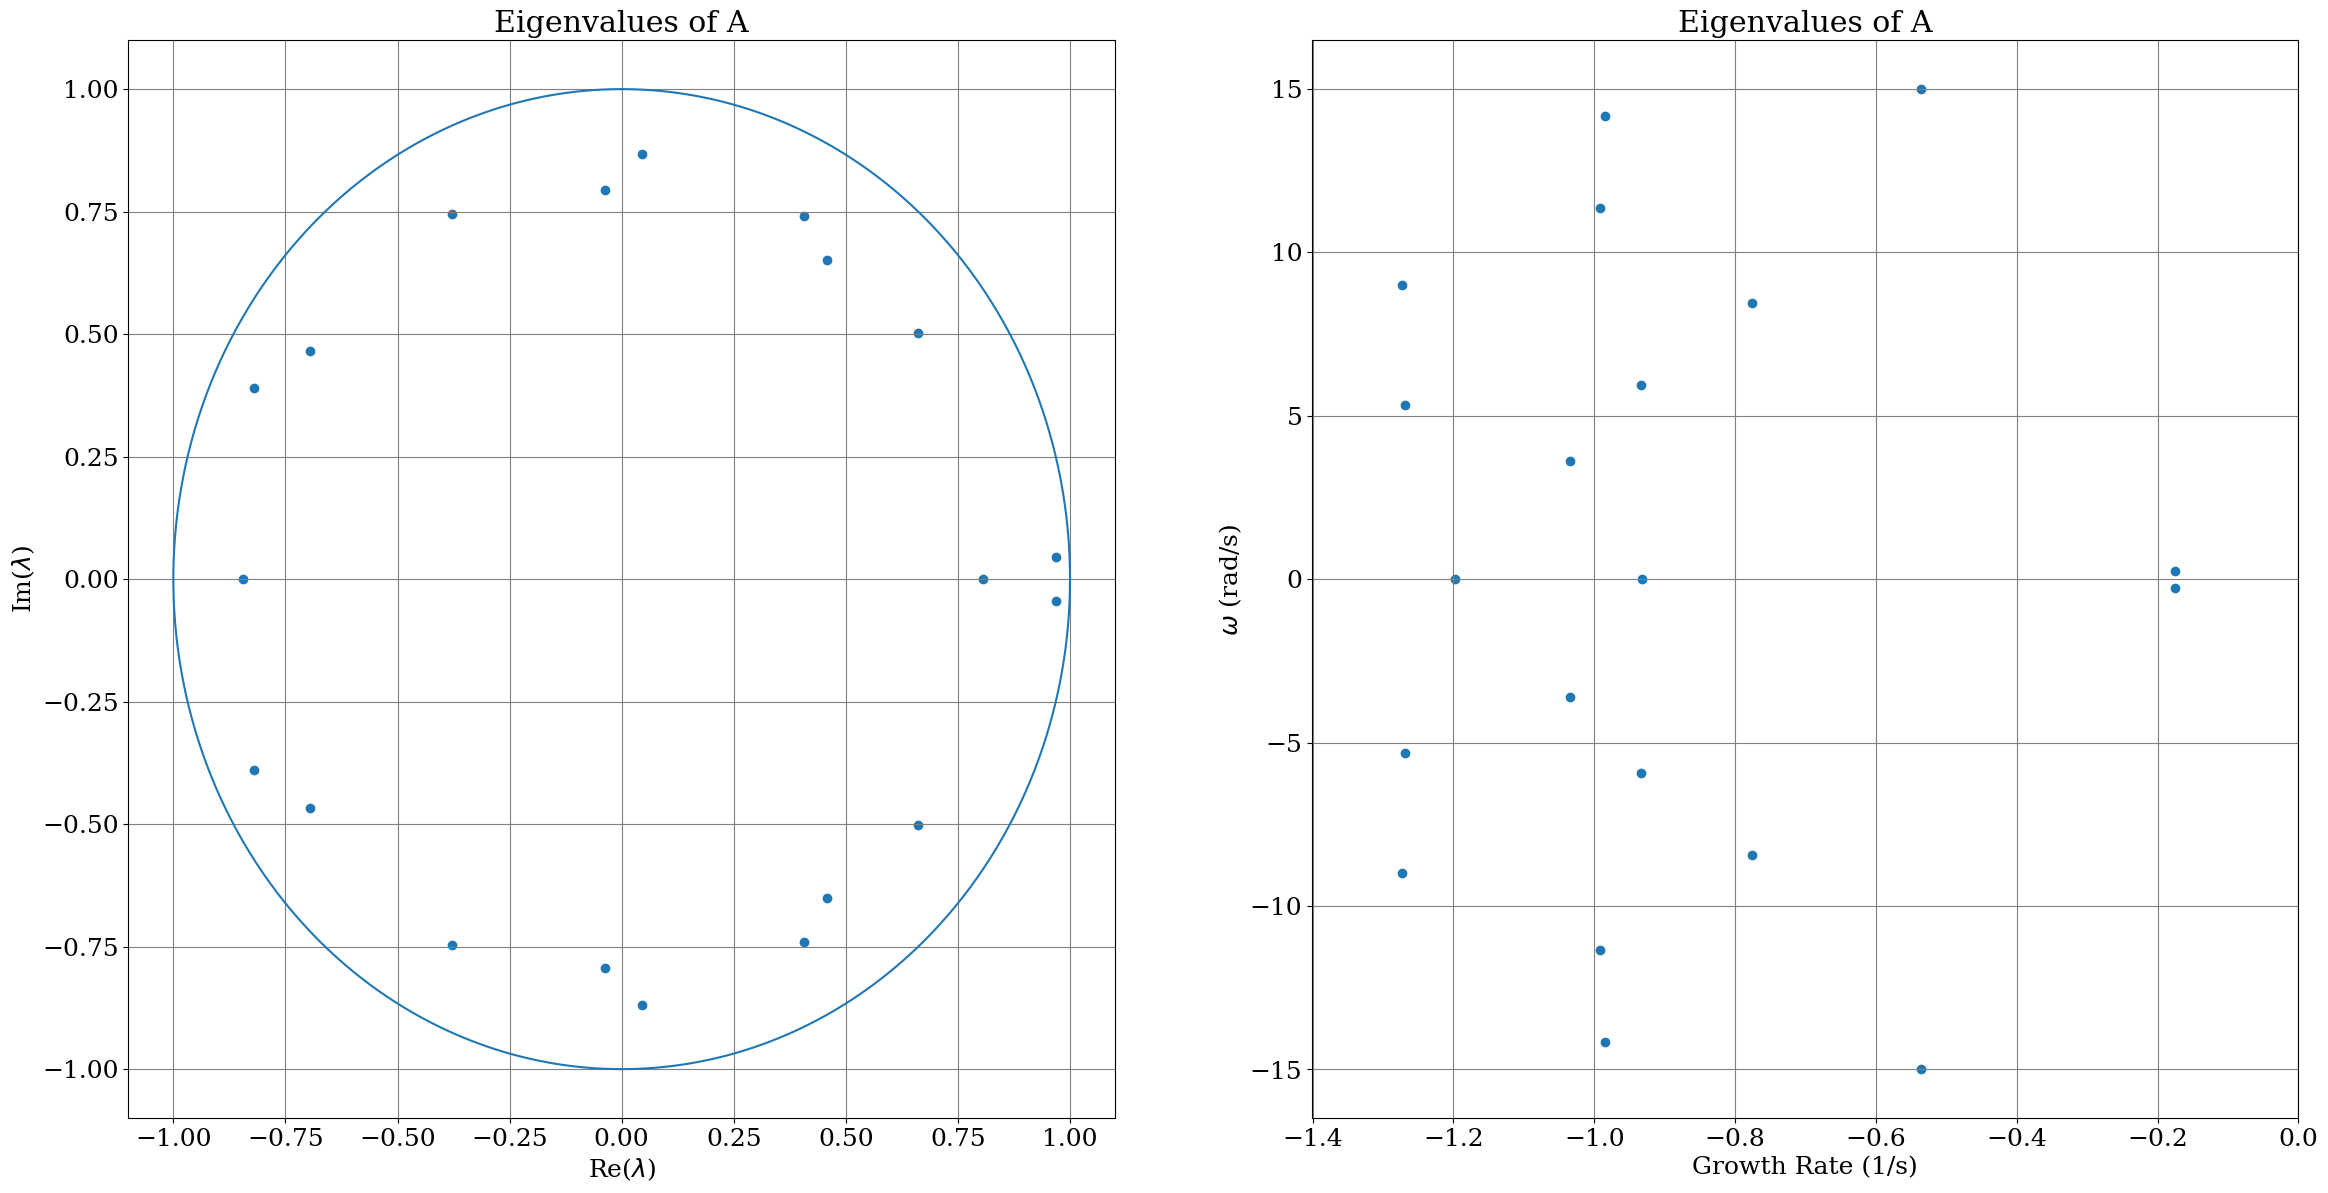 Eigenvalues of A
1.00
0.75
0.50
0.25
0.00
−0.25
−0.50
−0.75
−1.00
Im(λ)
−1.00 −0.75 −0.50 −0.25 0.00 0.25 0.50 0.75 1.00
Re(λ)
Eigenvalues of A
15
10
5
0
−5
−10
−15
ω (rad/s)
−1.4 −1.2 −1.0 −0.8 −0.6 −0.4 −0.2 0.0
Growth Rate (1/s)